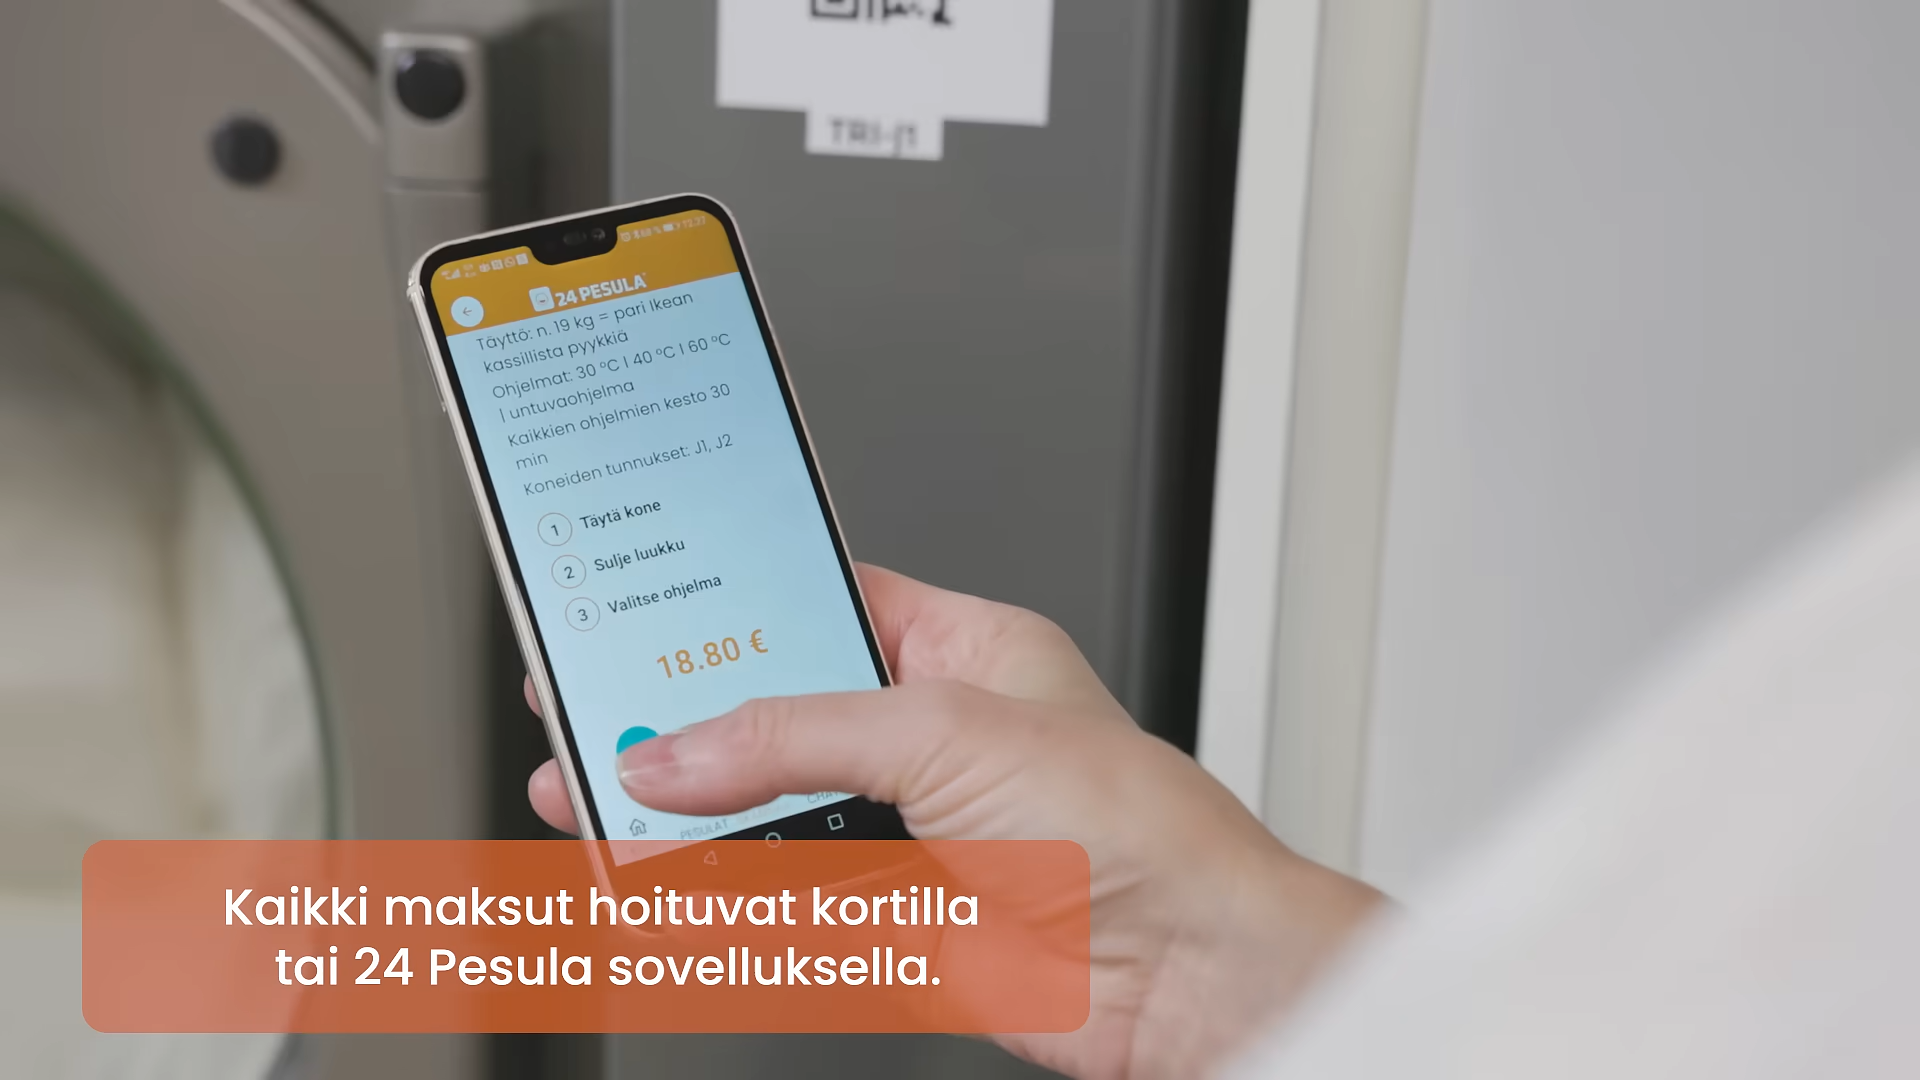 24 PESULA
Täyttö: n. 19 kg = pari Ikean
kassillista pyykkiä
Ohjelmat: 30 °C | 40 °C | 60 °C
| untuvaohjelma
Kaikkien ohjelmien kesto 30
min
Koneiden tunnukset: J1, J2
1 Täytä kone
2 Sulje luukku
3 Valitse ohjelma
18.80 €
PESULAT
Kaikki maksut hoituvat kortilla
tai 24 Pesula sovelluksella.